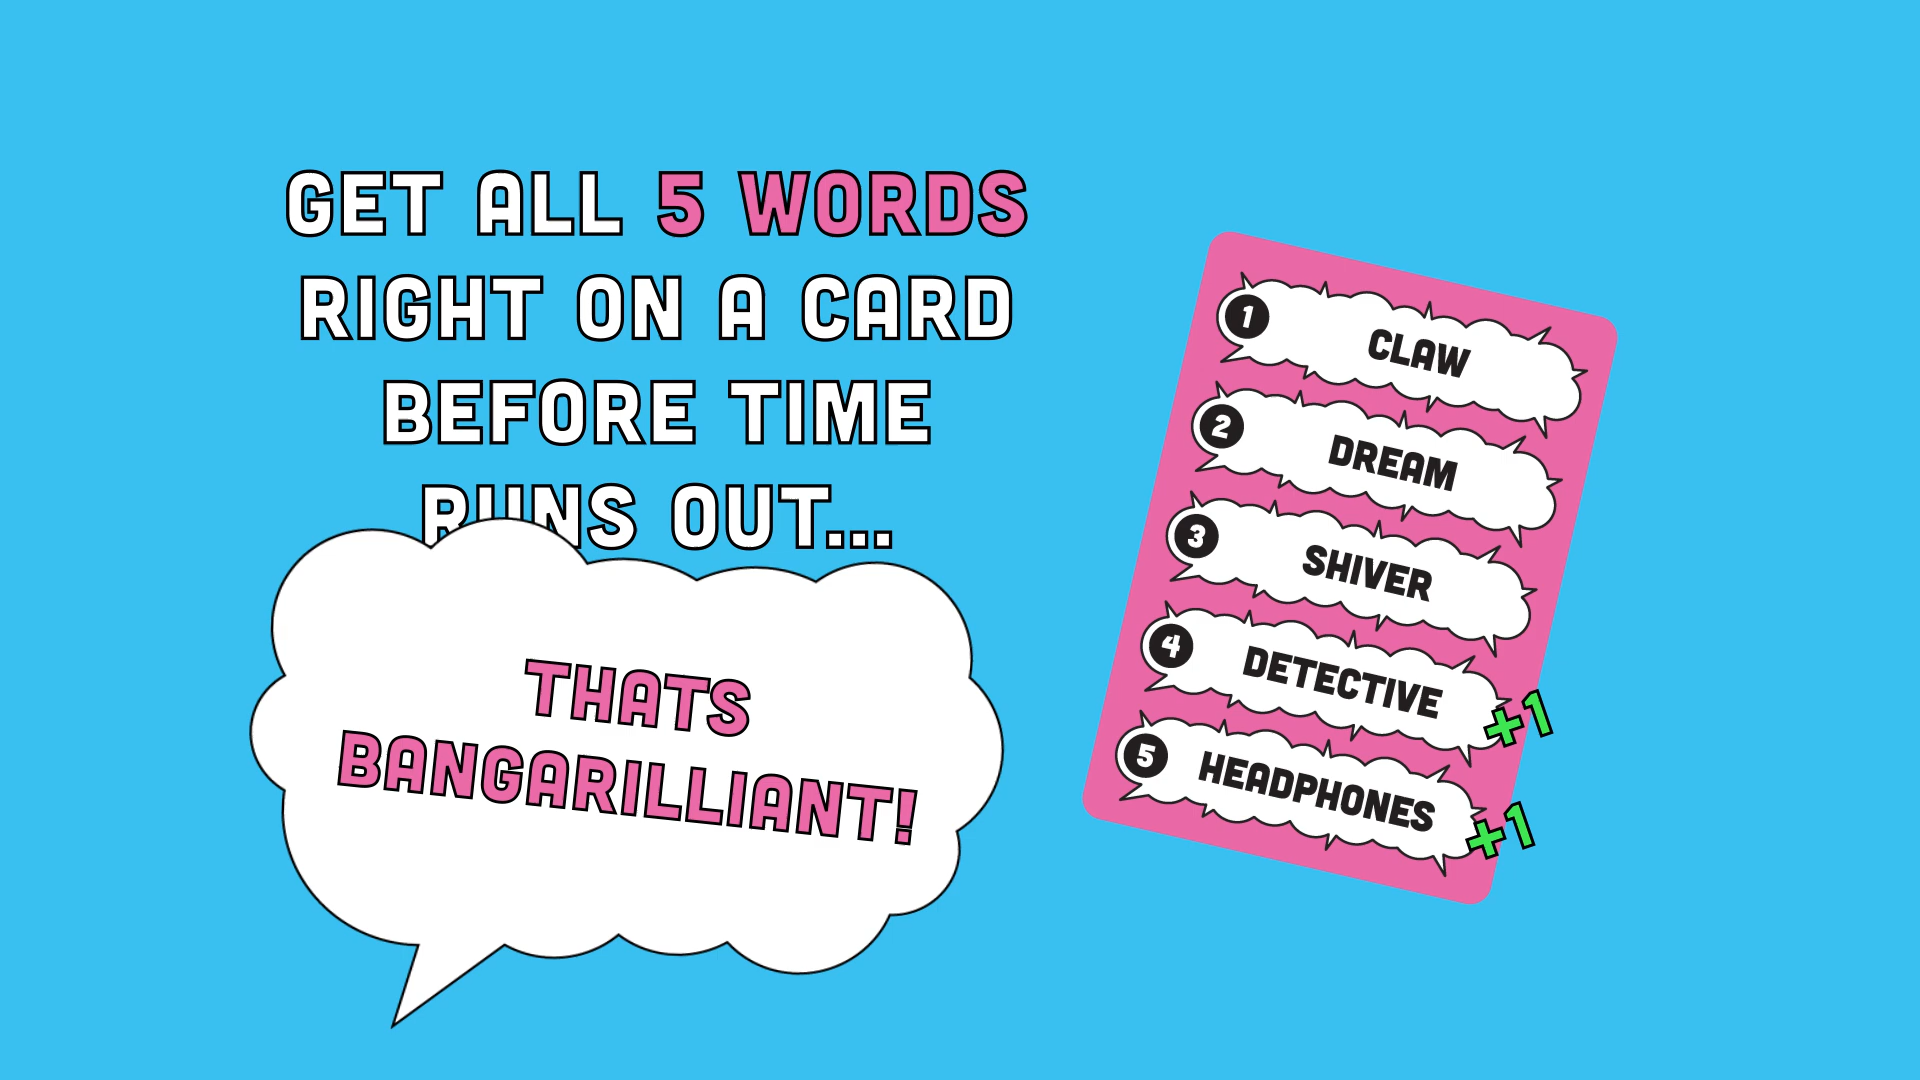 GET ALL 5 WORDS
RIGHT ON A CARD
BEFORE TIME
RUNS OUT...
THATS
BANGARILLIANT!
1 CLAW
2 DREAM
3 SHIVER
4 DETECTIVE +1
5 HEADPHONES +1